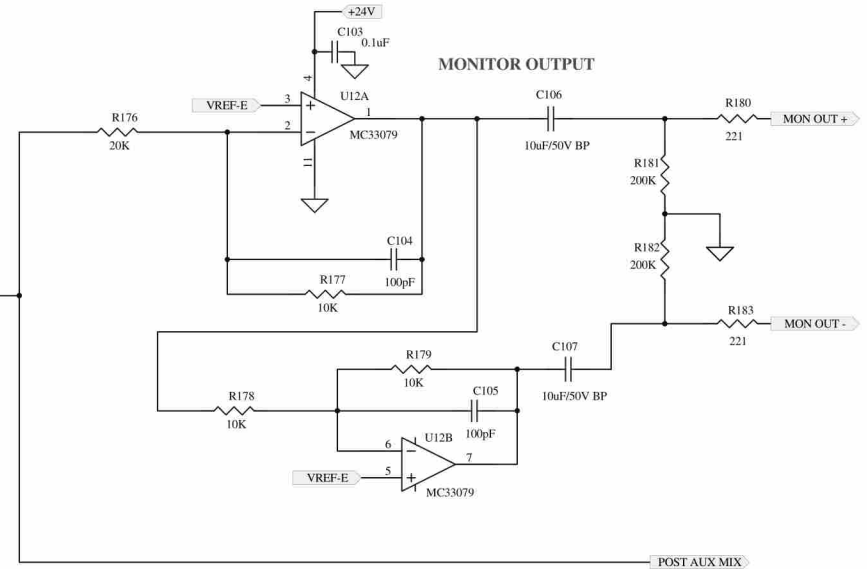 +24V
C103
0.1uF
MONITOR OUTPUT
4
U12A
C106
R180
VREF-E
3
+
1
MON OUT +
R176
2
−
MC33079
221
20K
10uF/50V BP
11
R181
200K
C104
R182
200K
100pF
R177
10K
R183
MON OUT -
C107
221
R179
R178
10K
C105
10uF/50V BP
10K
100pF
U12B
6
−
7
VREF-E
5
+
MC33079
POST AUX MIX